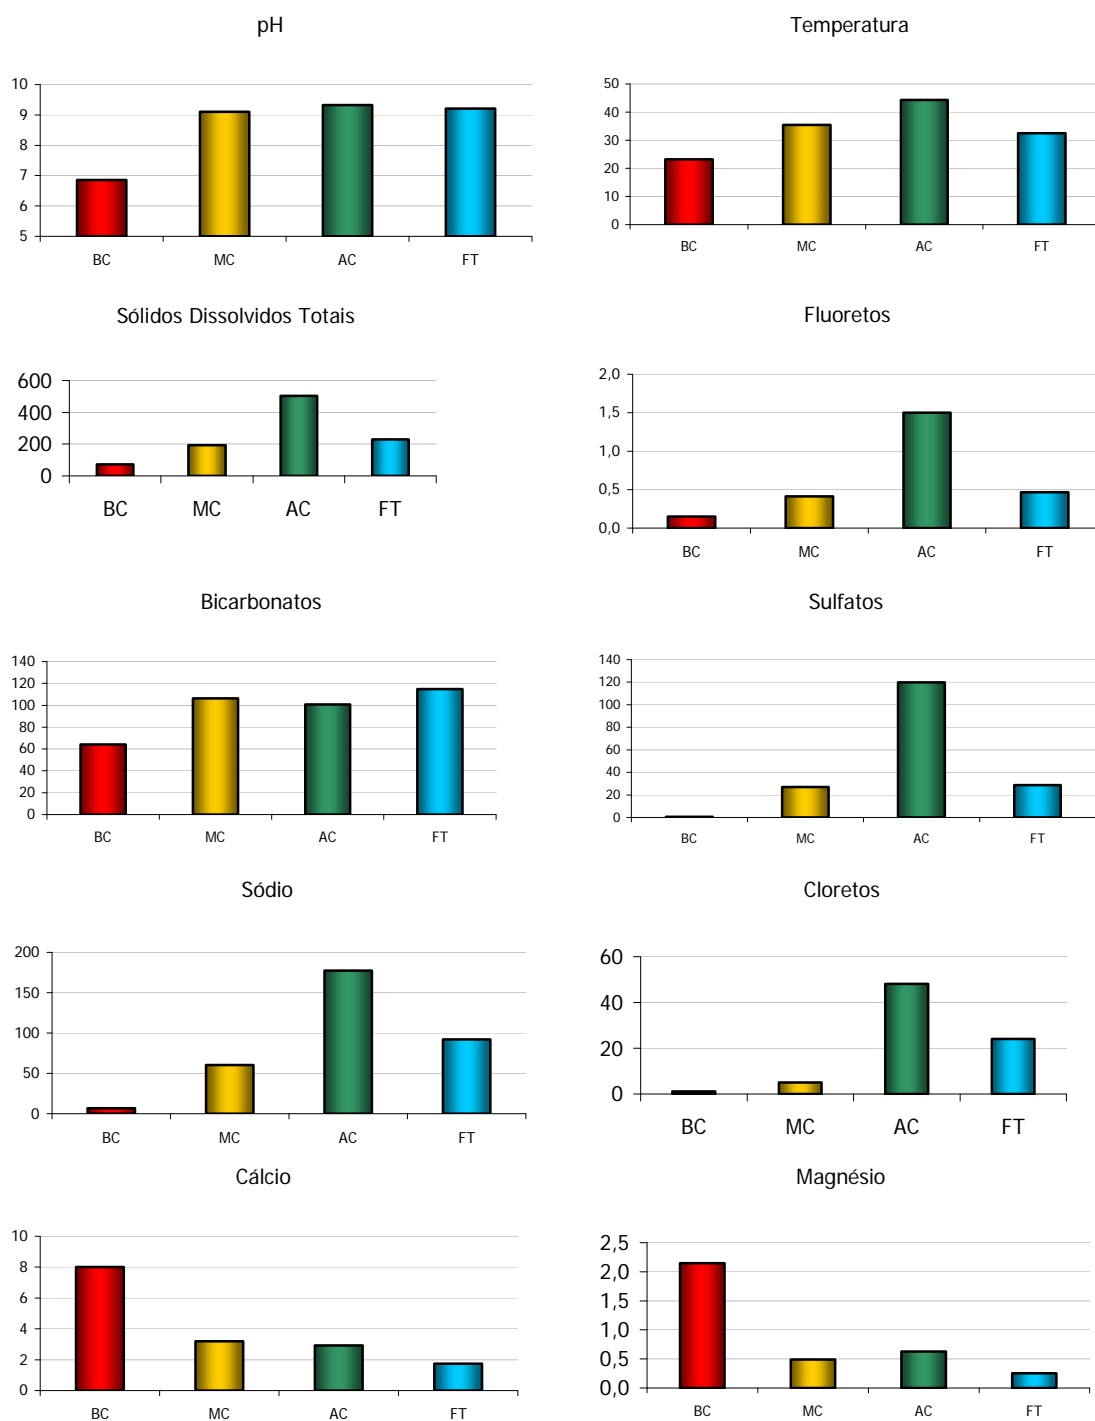 pH
10
9
8
7
6
5
BC MC AC FT
Temperatura
50
40
30
20
10
0
BC MC AC FT
Sólidos Dissolvidos Totais
600
400
200
0
BC MC AC FT
Fluoretos
2,0
1,5
1,0
0,5
0,0
BC MC AC FT
Bicarbonatos
140
120
100
80
60
40
20
0
BC MC AC FT
Sulfatos
140
120
100
80
60
40
20
0
BC MC AC FT
Sódio
200
150
100
50
0
BC MC AC FT
Cloretos
60
40
20
0
BC MC AC FT
Cálcio
10
8
6
4
2
0
BC MC AC FT
Magnésio
2,5
2,0
1,5
1,0
0,5
0,0
BC MC AC FT